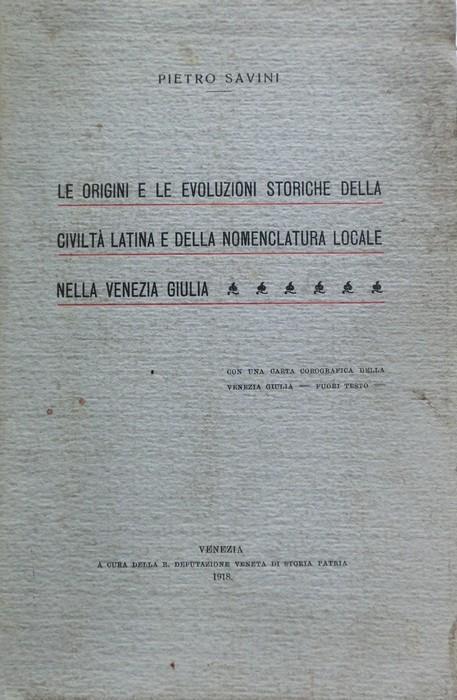 PIETRO SAVINI
LE ORIGINI E LE EVOLUZIONI STORICHE DELLA
CIVILTÀ LATINA E DELLA NOMENCLATURA LOCALE
NELLA VENEZIA GIULIA
CON UNA CARTA COROGRAFICA DELLA
VENEZIA GIULIA — FUORI TESTO —
VENEZIA
A CURA DELLA R. DEPUTAZIONE VENETA DI STORIA PATRIA
1918.